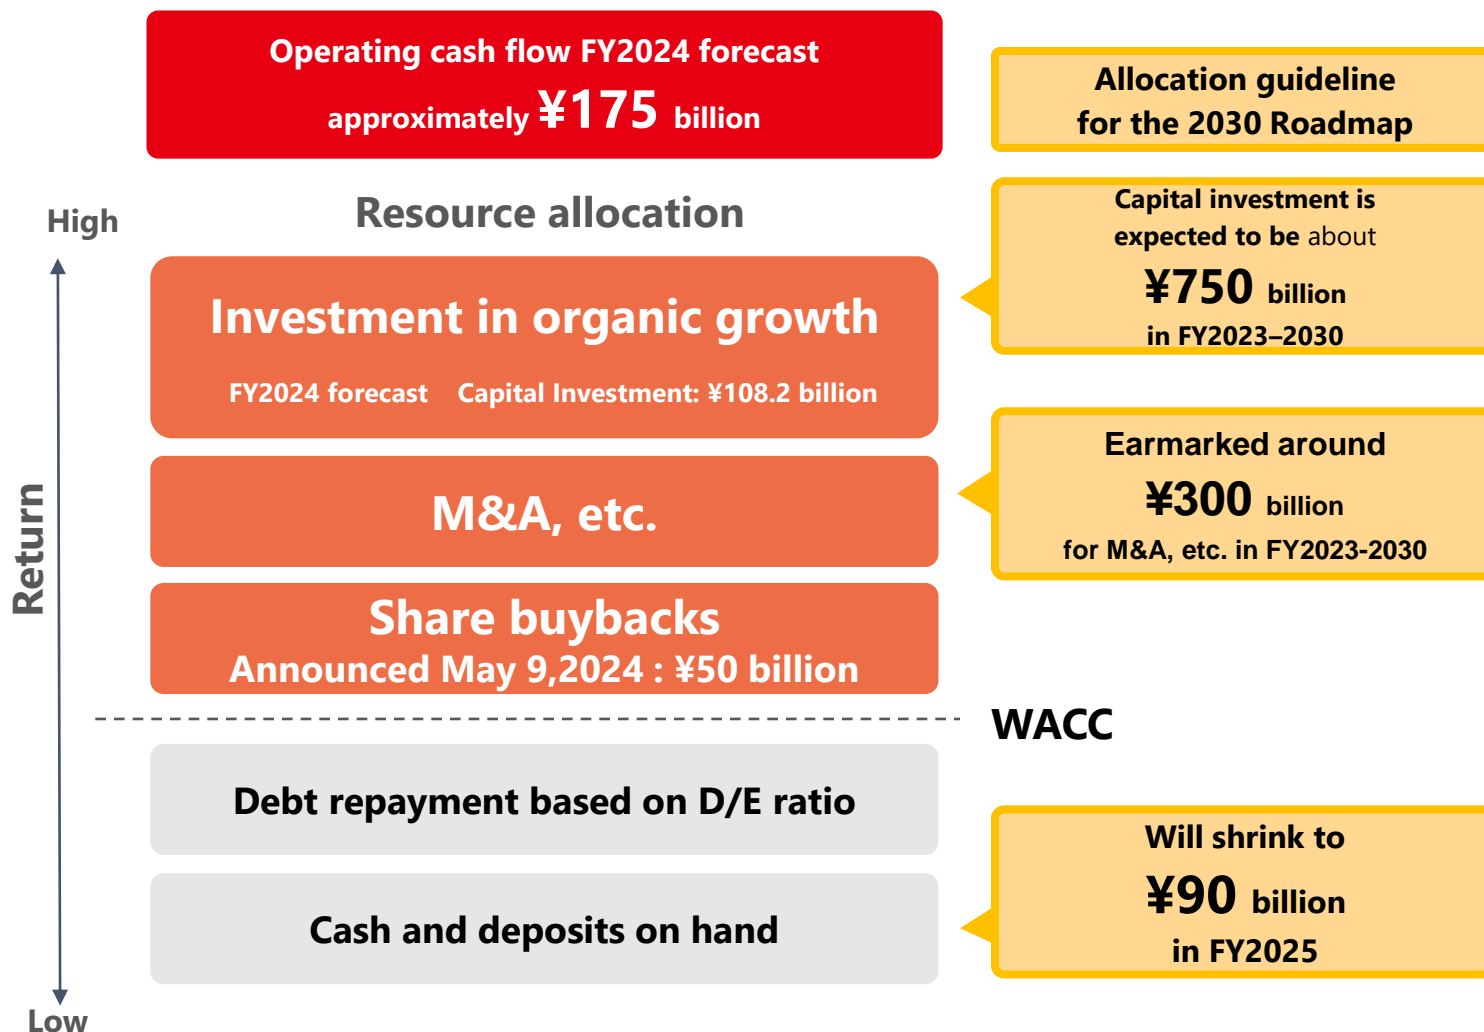 Operating cash flow FY2024 forecast
approximately ¥175 billion
Allocation guideline
for the 2030 Roadmap
High
Resource allocation
Capital investment is
expected to be about
¥750 billion
in FY2023–2030
Investment in organic growth
FY2024 forecast Capital Investment: ¥108.2 billion
Return
M&A, etc.
Earmarked around
¥300 billion
for M&A, etc. in FY2023-2030
Share buybacks
Announced May 9,2024 : ¥50 billion
WACC
Debt repayment based on D/E ratio
Cash and deposits on hand
Will shrink to
¥90 billion
in FY2025
Low